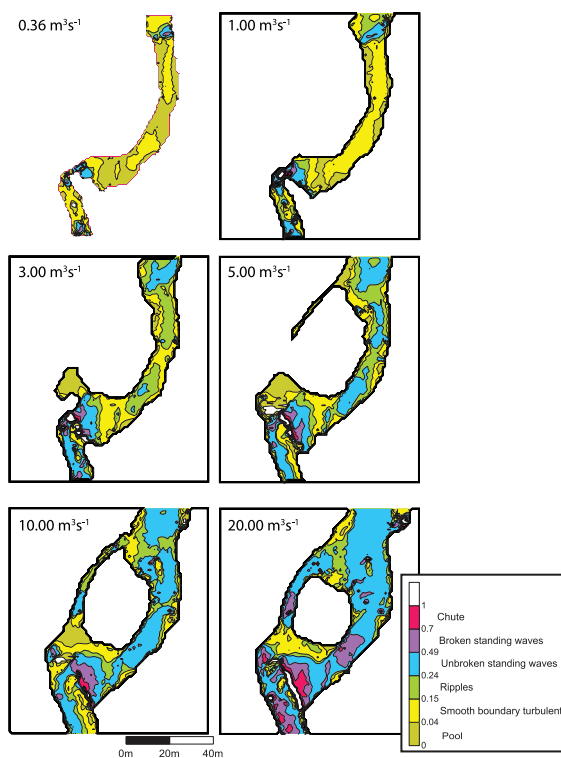 0.36 m³s⁻¹
1.00 m³s⁻¹
3.00 m³s⁻¹
5.00 m³s⁻¹
10.00 m³s⁻¹
20.00 m³s⁻¹
1
Chute
0.7
Broken standing waves
0.49
Unbroken standing waves
0.24
Ripples
0.15
Smooth boundary turbulent
0.04
Pool
0
0m 20m 40m